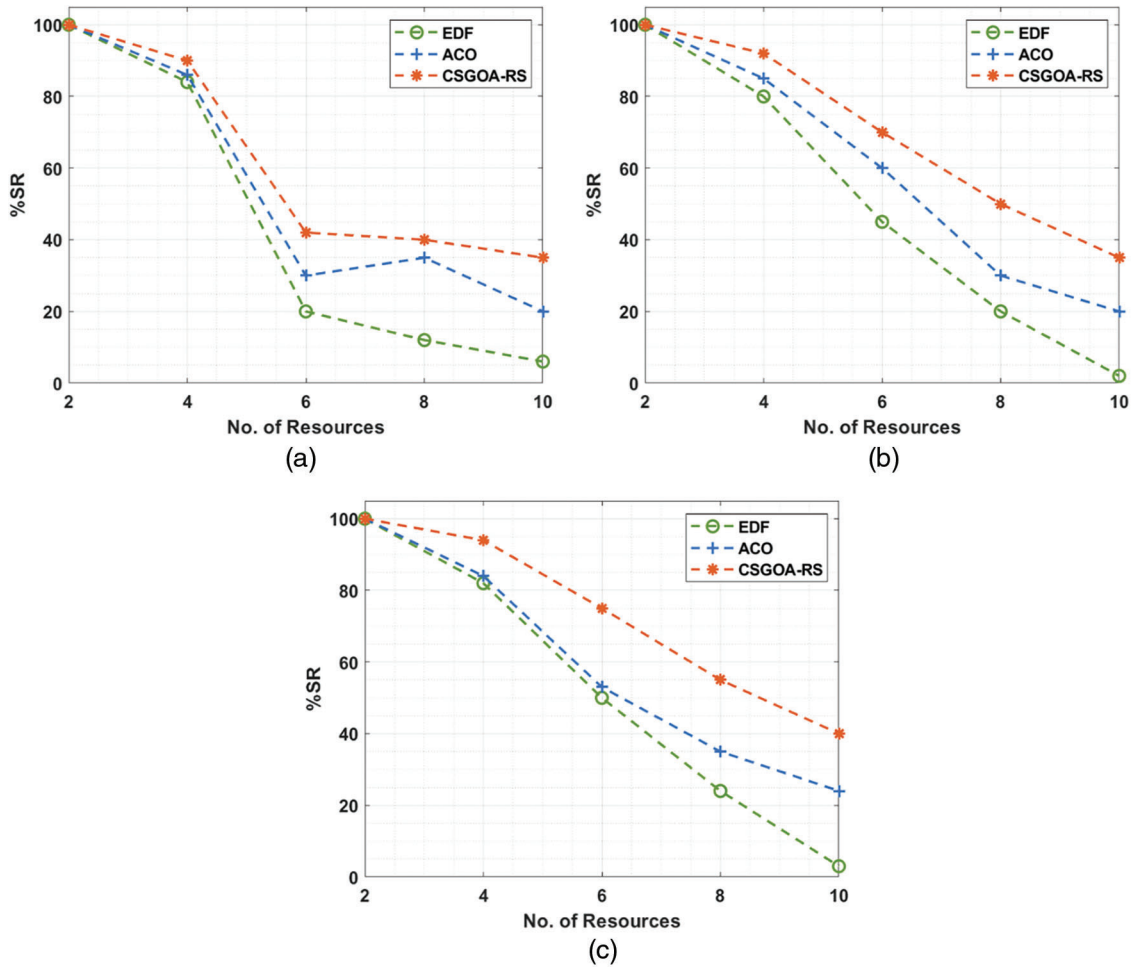 100
80
60
40
20
0
%SR
2 4 6 8 10
No. of Resources
EDF
ACO
CSGOA-RS
(a)
100
80
60
40
20
0
%SR
2 4 6 8 10
No. of Resources
EDF
ACO
CSGOA-RS
(b)
100
80
60
40
20
0
%SR
2 4 6 8 10
No. of Resources
EDF
ACO
CSGOA-RS
(c)